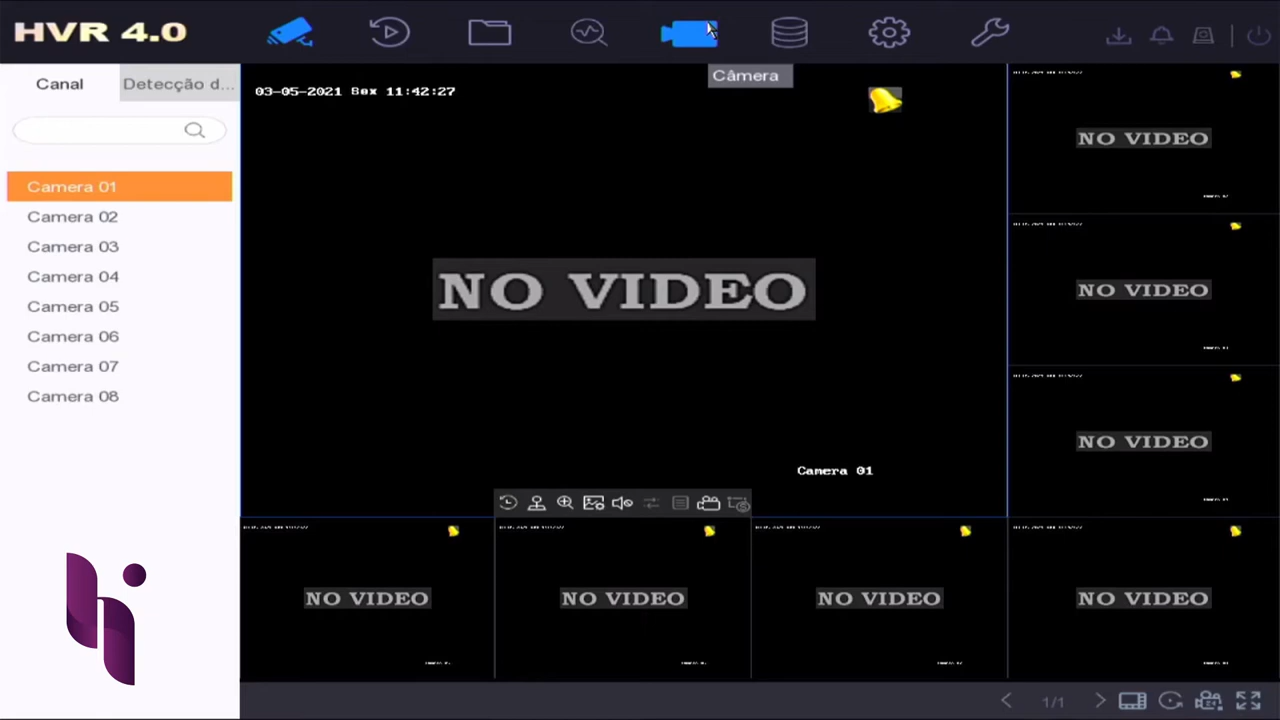 HVR 4.0
Câmera
Canal
Detecção d...
Camera 01
Camera 02
Camera 03
Camera 04
Camera 05
Camera 06
Camera 07
Camera 08
03-05-2021 Sex 11:42:27
NO VIDEO
Camera 01
NO VIDEO
NO VIDEO
NO VIDEO
NO VIDEO
NO VIDEO
NO VIDEO
NO VIDEO
1/1